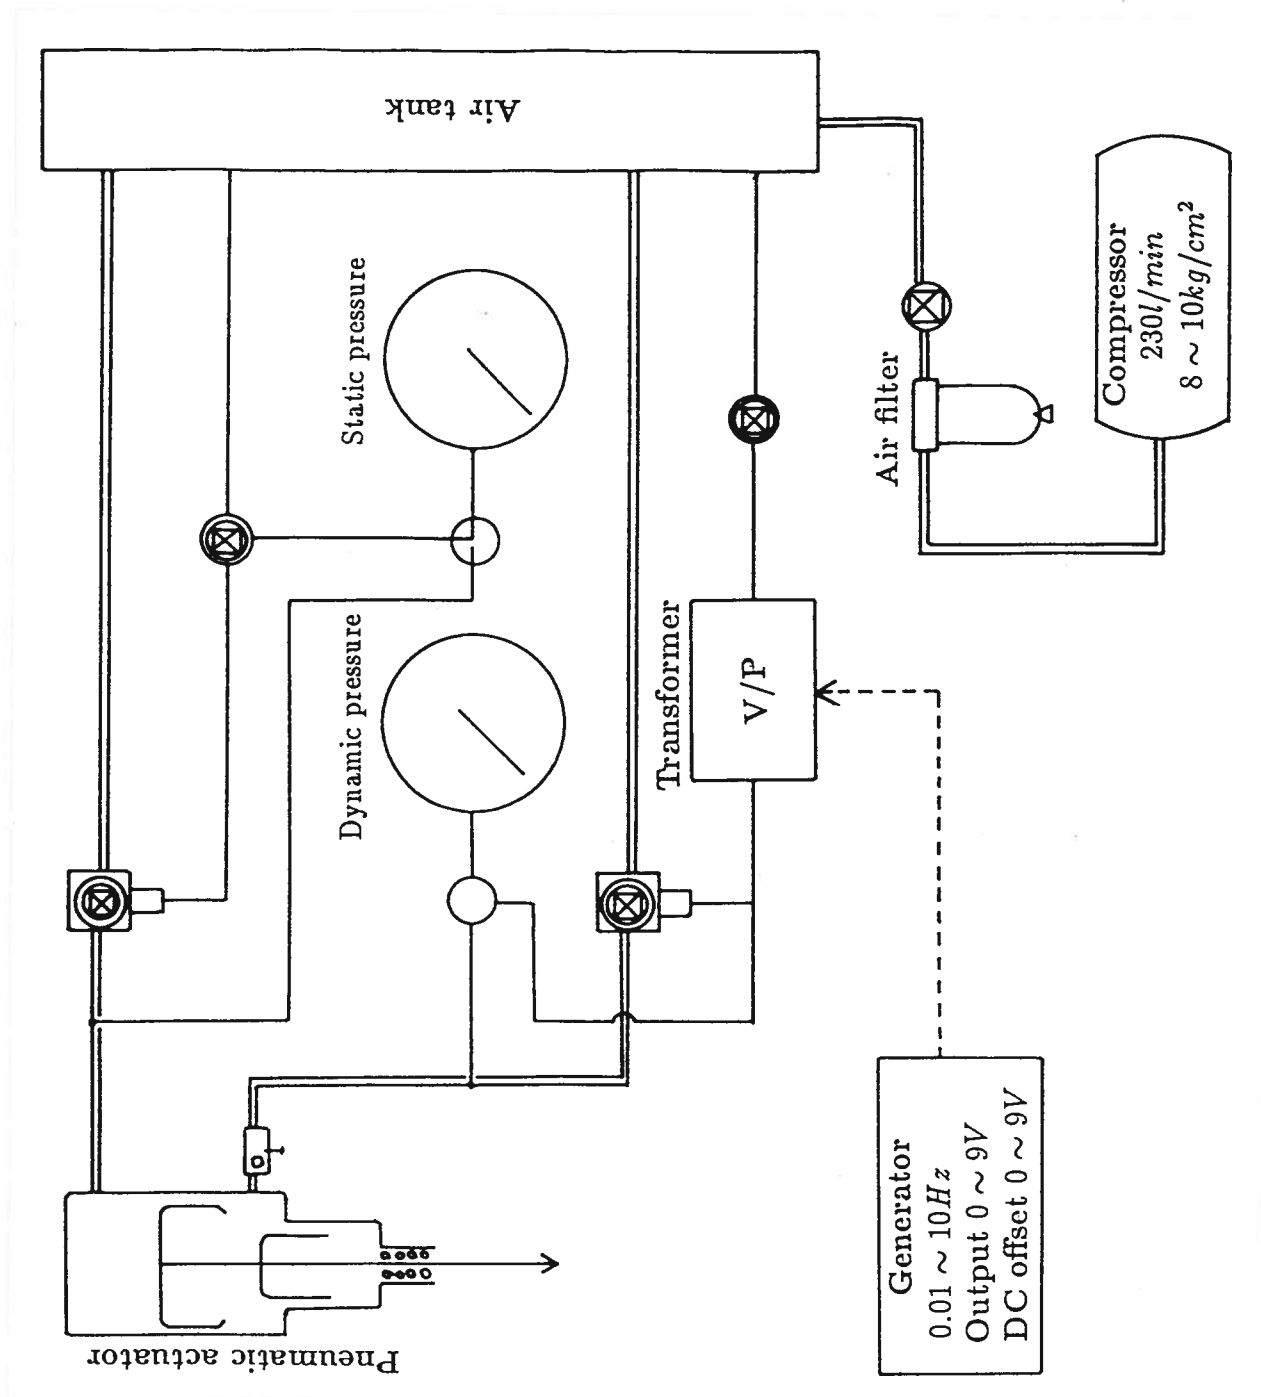 Air tank
Static pressure
Compressor
230l/min
8 ~ 10kg/cm²
Air filter
Dynamic pressure
Transformer
V/P
Generator
0.01 ~ 10Hz
Output 0 ~ 9V
DC offset 0 ~ 9V
Pneumatic actuator